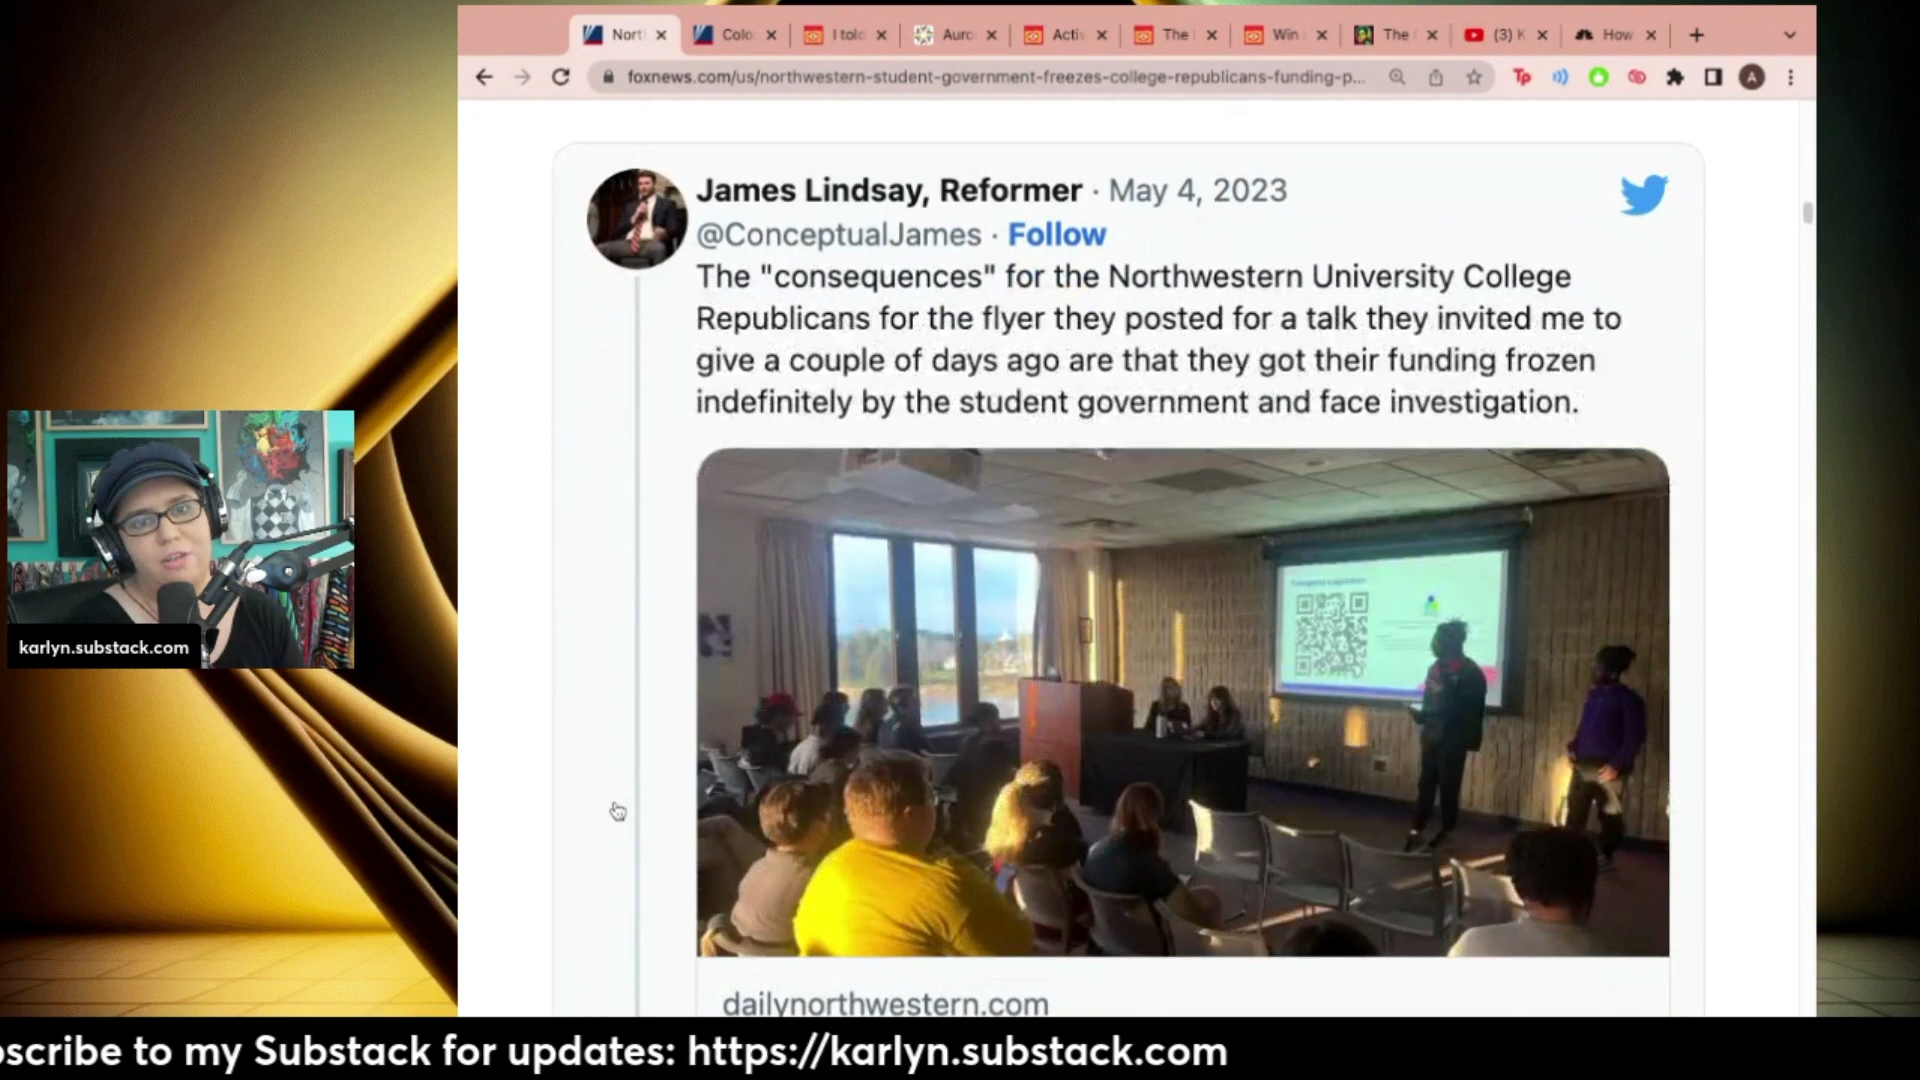 Nort
Colo
I tolc
Auro
Activ
The
Win
The
(3) K
How
foxnews.com/us/northwestern-student-government-freezes-college-republicans-funding-p...
Tp
A
James Lindsay, Reformer · May 4, 2023
@ConceptualJames · Follow
The "consequences" for the Northwestern University College
Republicans for the flyer they posted for a talk they invited me to
give a couple of days ago are that they got their funding frozen
indefinitely by the student government and face investigation.
dailynorthwestern.com
karlyn.substack.com
scribe to my Substack for updates: https://karlyn.substack.com